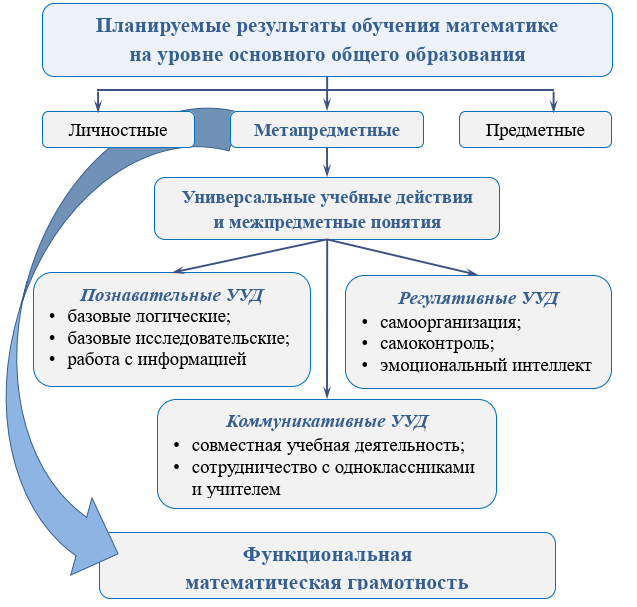 Планируемые результаты обучения математике
на уровне основного общего образования
Личностные
Метапредметные
Предметные
Универсальные учебные действия
и межпредметные понятия
Познавательные УУД
• базовые логические;
• базовые исследовательские;
• работа с информацией
Регулятивные УУД
• самоорганизация;
• самоконтроль;
• эмоциональный интеллект
Коммуникативные УУД
• совместная учебная деятельность;
• сотрудничество с одноклассниками
и учителем
Функциональная
математическая грамотность